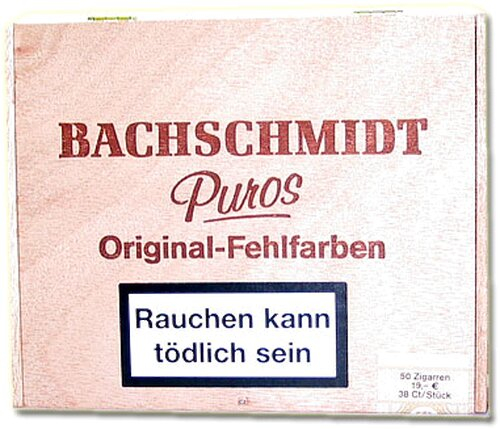 BACHSCHMIDT
Puros
Original-Fehlfarben
Rauchen kann
tödlich sein
50 Zigarren
19,- €
38 Ct/Stück